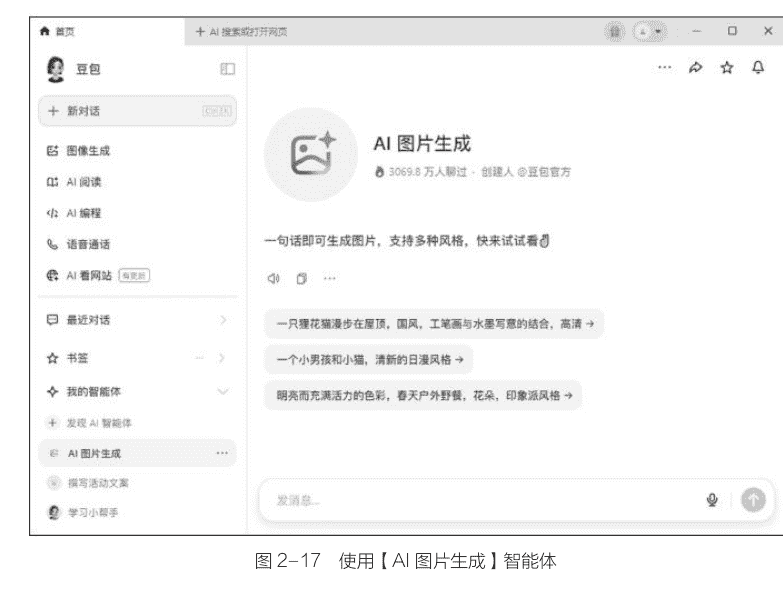 首页
+ AI 搜索或打开网页
豆包
+ 新对话
Ctrl K
图像生成
AI 阅读
AI 编程
语音通话
AI 看网站 有更新
最近对话
书签
我的智能体
+ 发现 AI 智能体
AI 图片生成
撰写活动文案
学习小帮手
AI 图片生成
3069.8 万人聊过 · 创建人 @豆包官方
一句话即可生成图片，支持多种风格，快来试试看
一只狸花猫漫步在屋顶，国风，工笔画与水墨写意的结合，高清 →
一个小男孩和小猫，清新的日漫风格 →
明亮而充满活力的色彩，春天户外野餐，花朵，印象派风格 →
发消息...
图 2-17 使用【AI 图片生成】智能体